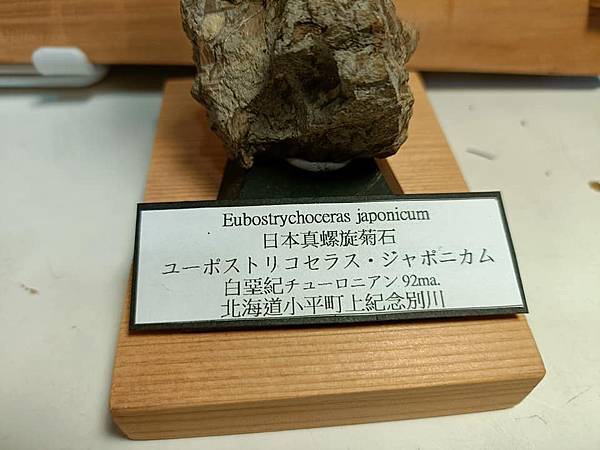 Eubostrychoceras japonicum
日本真螺旋菊石
ユーボストリコセラス・ジャポニカム
白堊紀チューロニアン 92ma.
北海道小平町上紀念別川